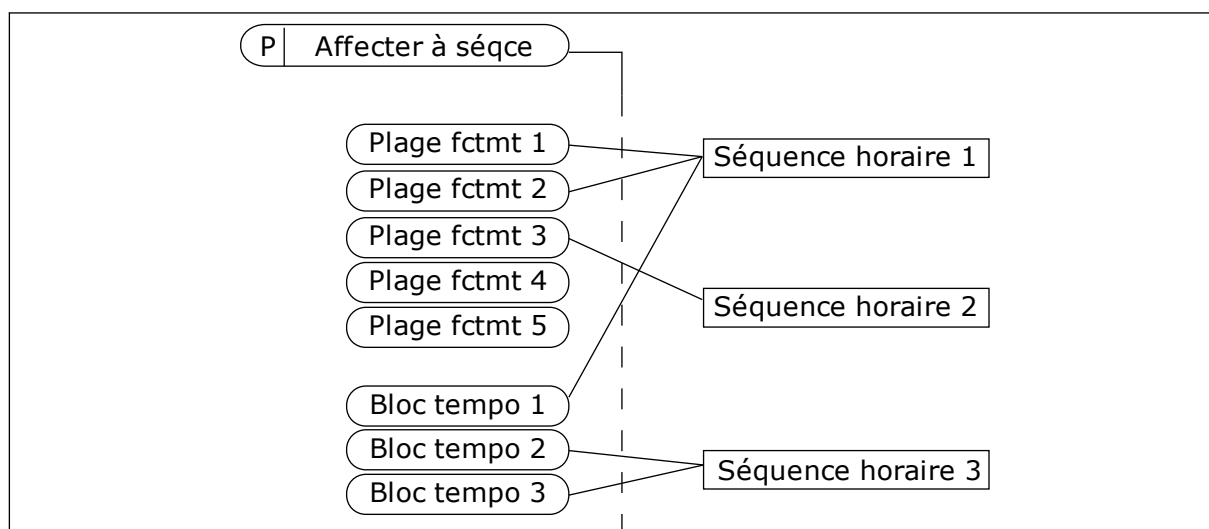 P Affecter à séqce
Plage fctmt 1
Séquence horaire 1
Plage fctmt 2
Plage fctmt 3
Plage fctmt 4
Séquence horaire 2
Plage fctmt 5
Bloc tempo 1
Bloc tempo 2
Séquence horaire 3
Bloc tempo 3